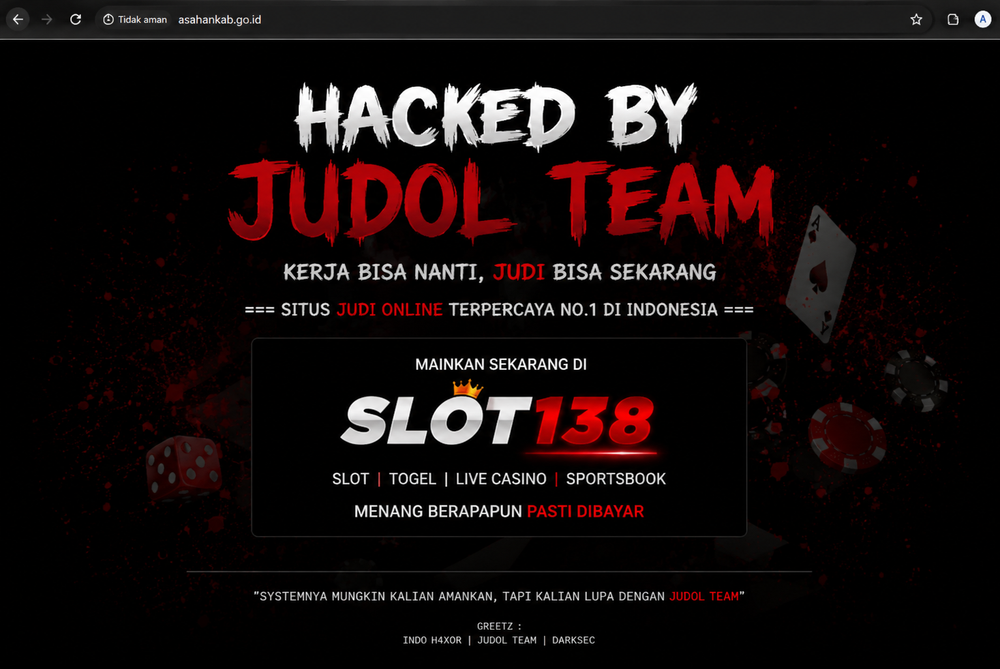 Tidak aman asahankab.go.id A
HACKED BY
JUDOL TEAM
KERJA BISA NANTI, JUDI BISA SEKARANG
=== SITUS JUDI ONLINE TERPERCAYA NO.1 DI INDONESIA ===
MAINKAN SEKARANG DI
SLOT138
SLOT | TOGEL | LIVE CASINO | SPORTSBOOK
MENANG BERAPAPUN PASTI DIBAYAR
"SYSTEMNYA MUNGKIN KALIAN AMANKAN, TAPI KALIAN LUPA DENGAN JUDOL TEAM"
GREETZ :
INDO H4XOR | JUDOL TEAM | DARKSEC
A
A